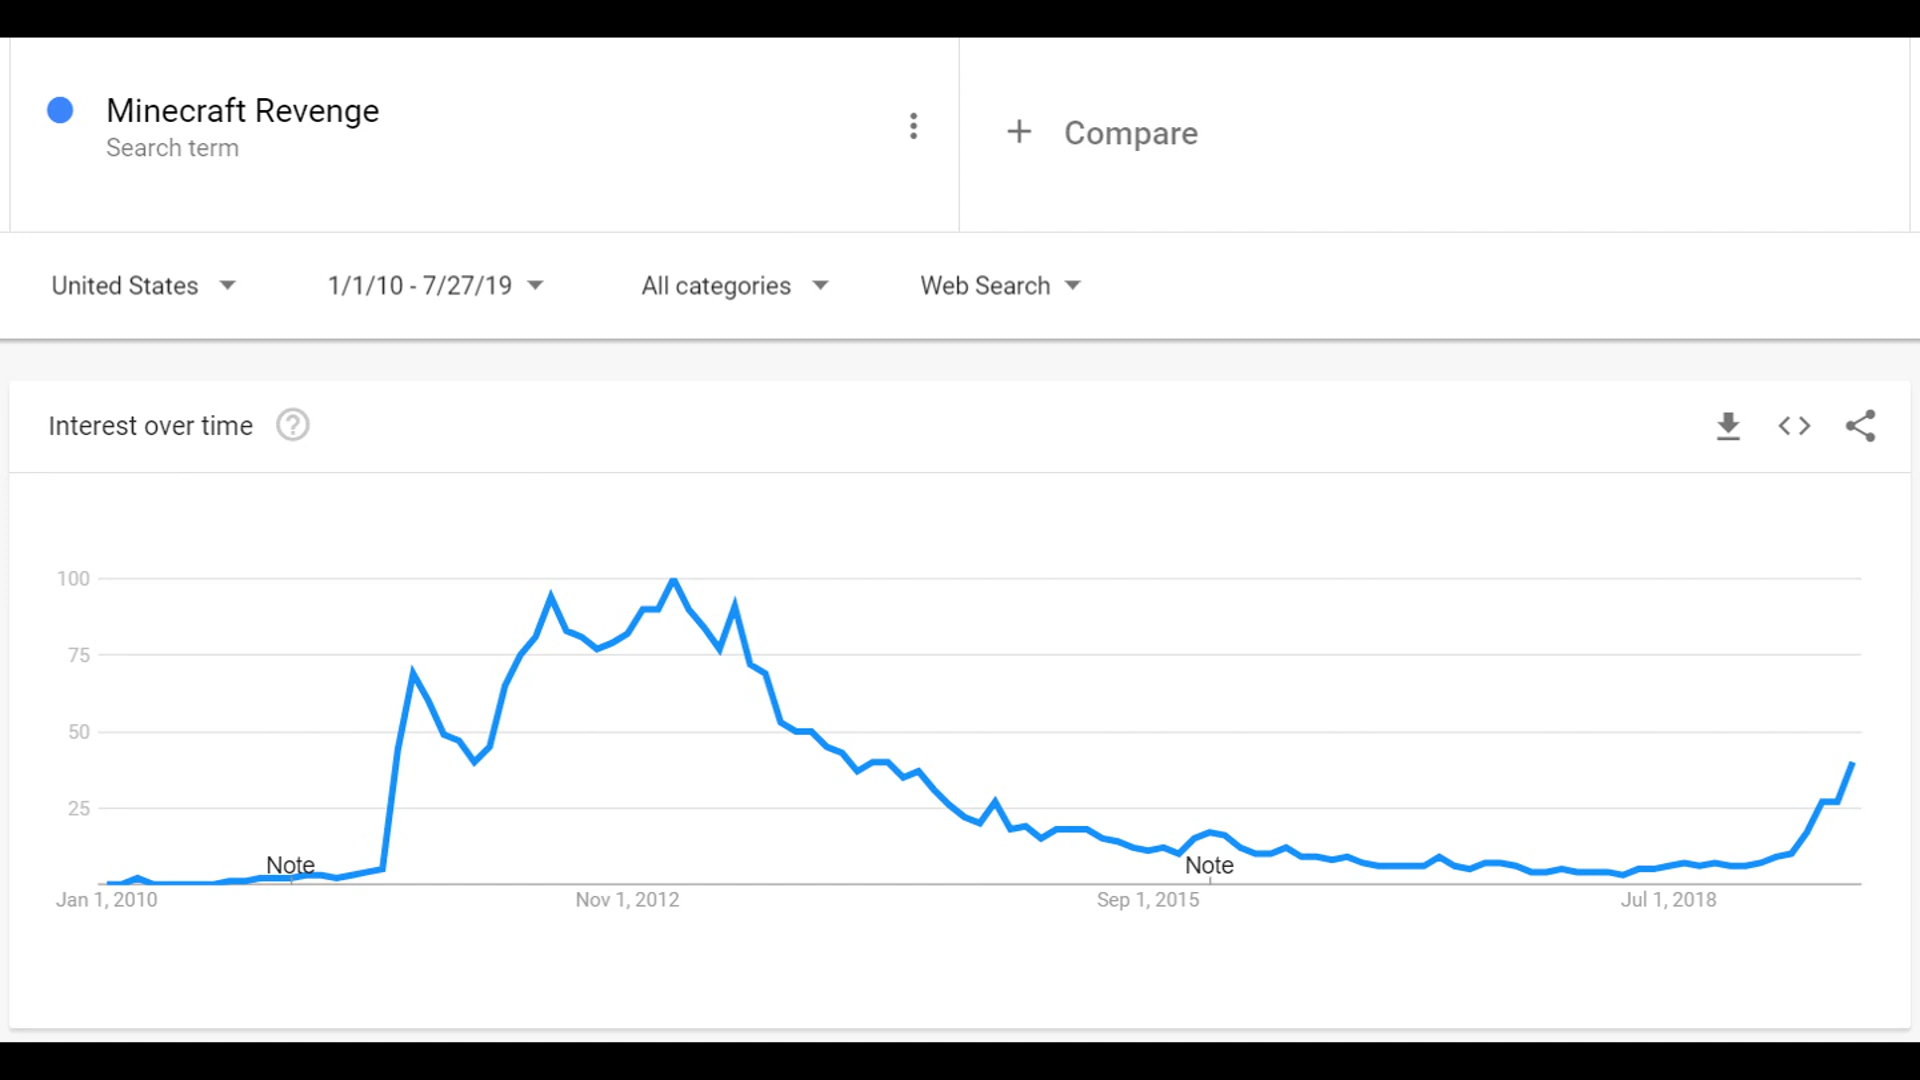 Minecraft Revenge
Search term
+ Compare
United States
1/1/10 - 7/27/19
All categories
Web Search
Interest over time
?
100
75
50
25
Note
Note
Jan 1, 2010
Nov 1, 2012
Sep 1, 2015
Jul 1, 2018